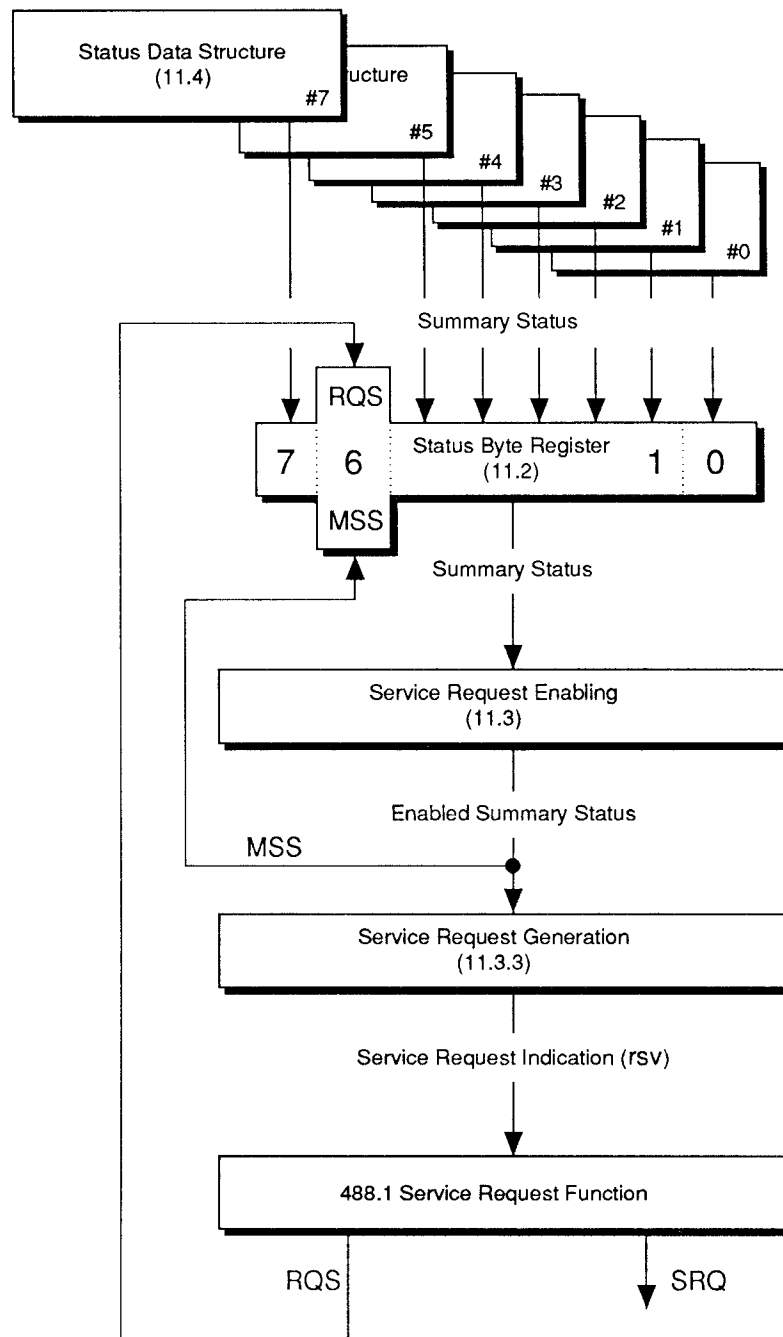 Status Data Structure
(11.4)
#7
ucture
#5
#4
#3
#2
#1
#0
Summary Status
RQS
7 6 Status Byte Register 1 0
(11.2)
MSS
Summary Status
Service Request Enabling
(11.3)
Enabled Summary Status
MSS
Service Request Generation
(11.3.3)
Service Request Indication (rsv)
488.1 Service Request Function
RQS
SRQ